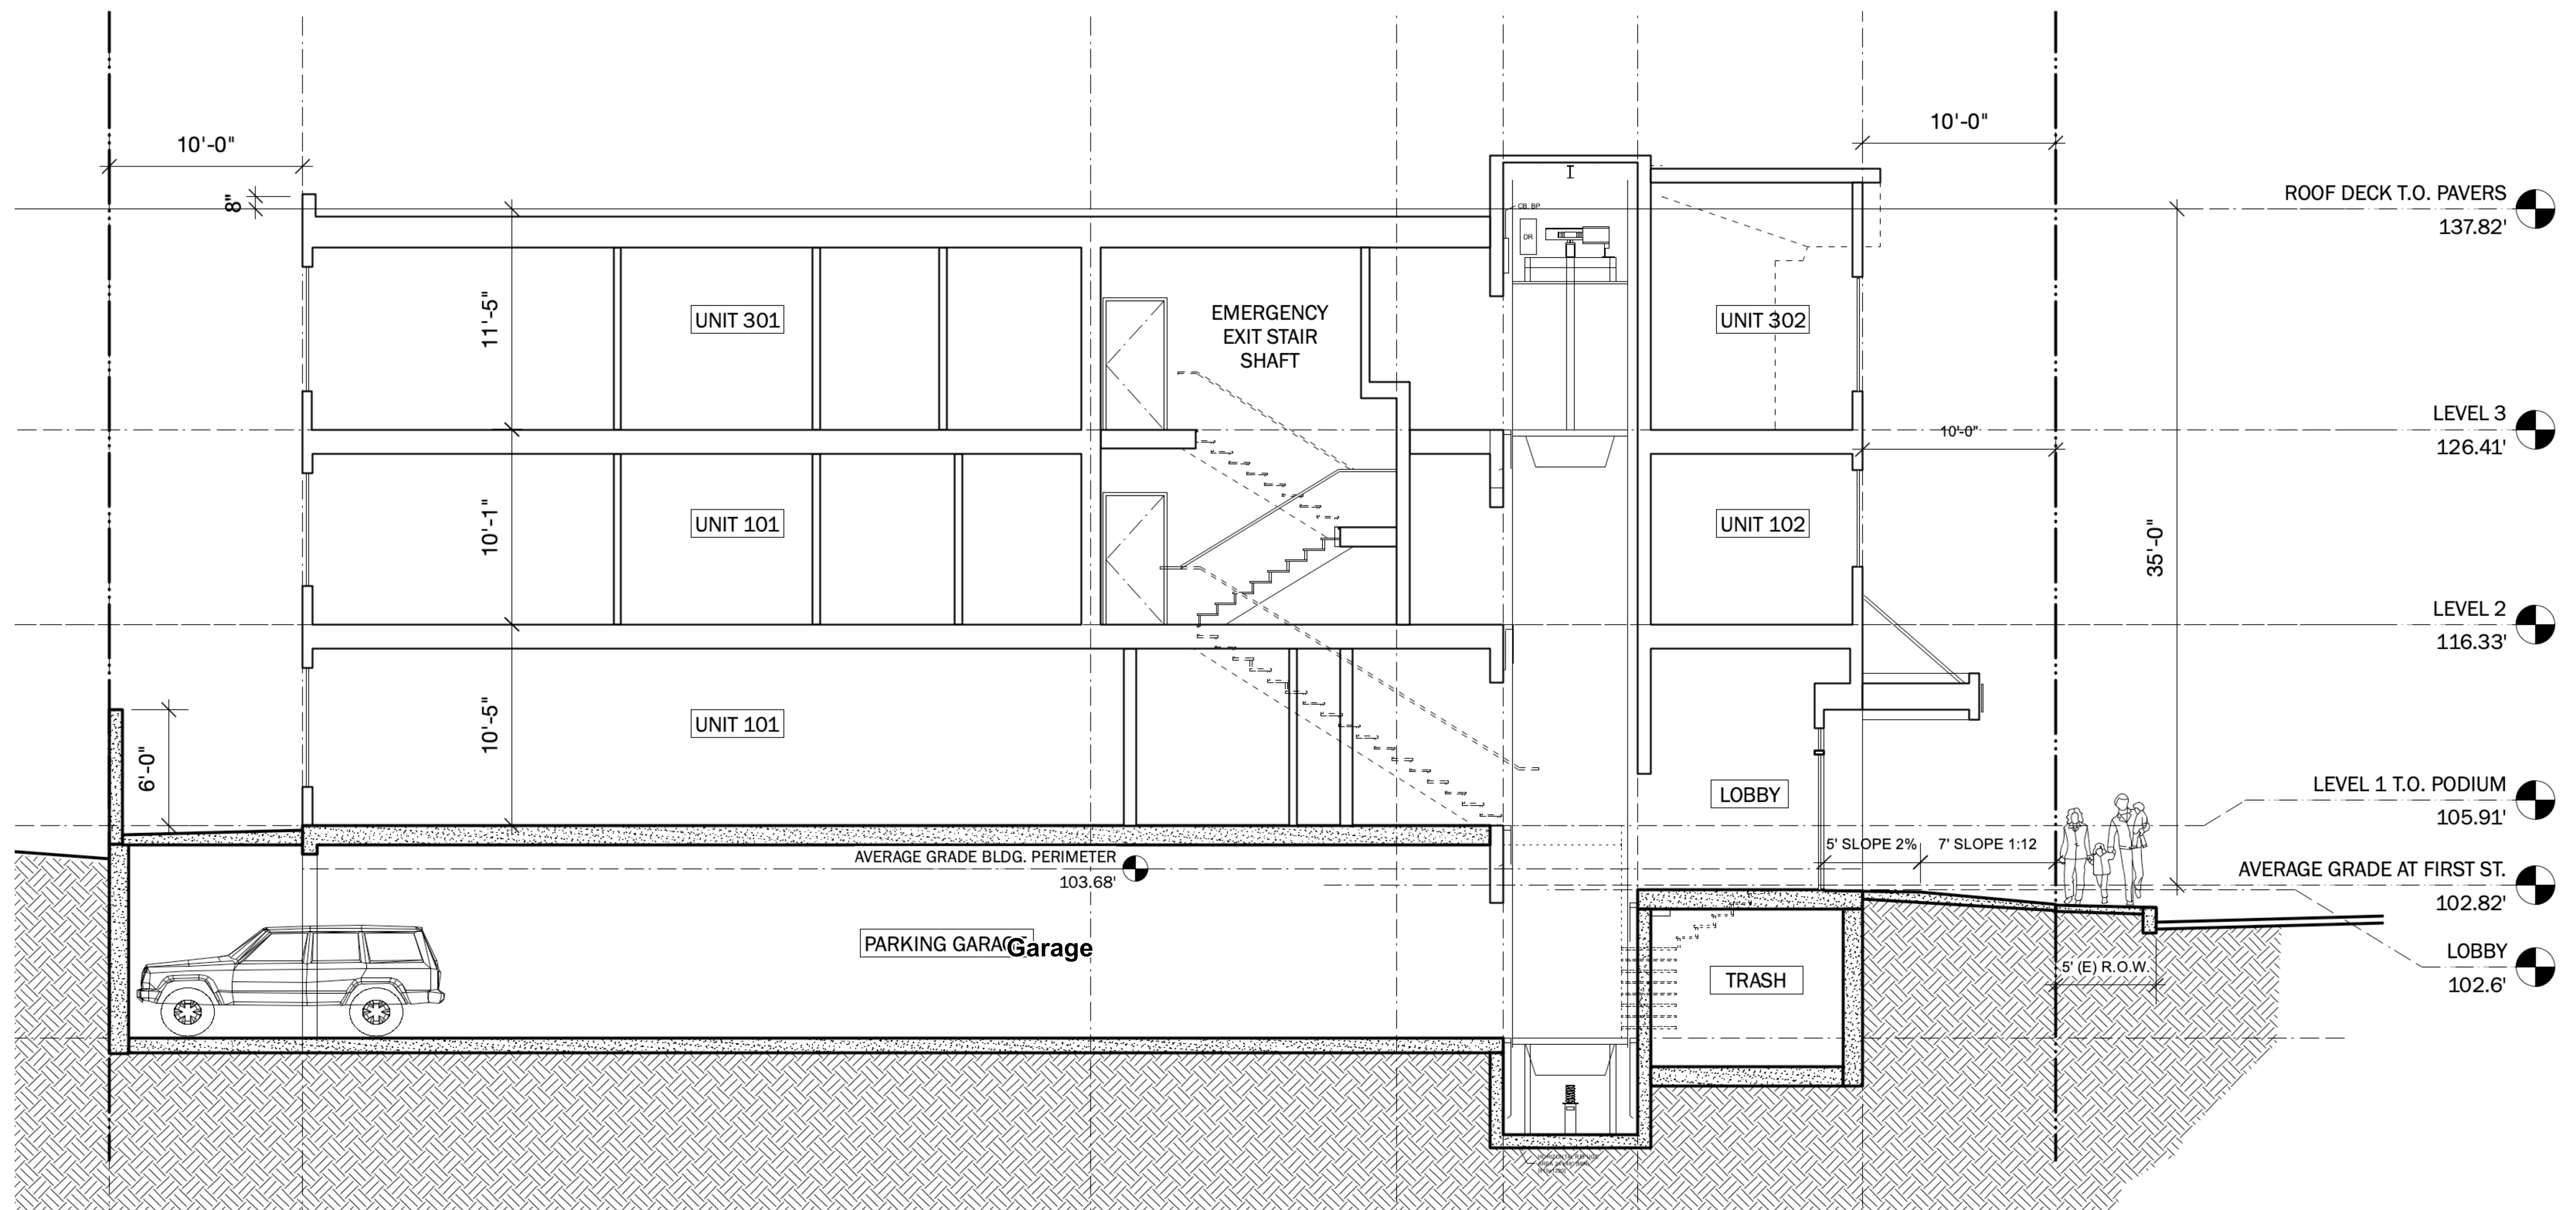 10'-0"
10'-0"
8"
ROOF DECK T.O. PAVERS
137.82'
CB, BP
DR
11'-5"
UNIT 301
EMERGENCY
EXIT STAIR
SHAFT
UNIT 302
LEVEL 3
126.41'
10'-0"
10'-1"
UNIT 101
UNIT 102
35'-0"
LEVEL 2
116.33'
10'-5"
UNIT 101
6'-0"
LOBBY
LEVEL 1 T.O. PODIUM
105.91'
5' SLOPE 2%
7' SLOPE 1:12
AVERAGE GRADE BLDG. PERIMETER
103.68'
AVERAGE GRADE AT FIRST ST.
102.82'
PARKING
Garage
TRASH
5' (E) R.O.W.
LOBBY
102.6'